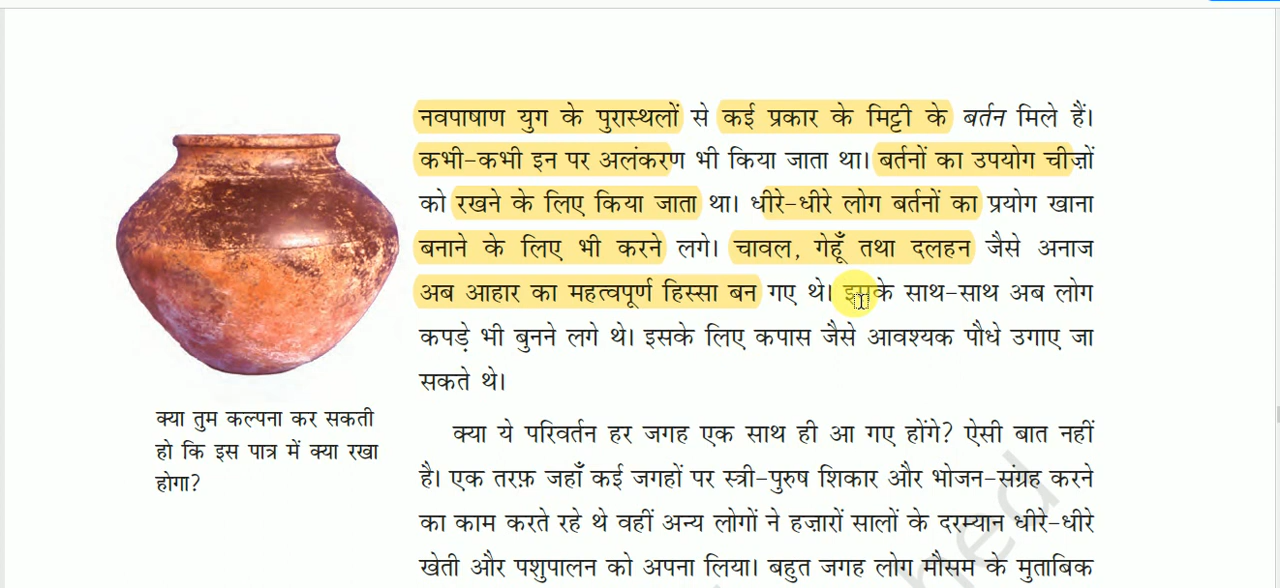 नवपाषाण युग के पुरास्थलों से कई प्रकार के मिट्टी के बर्तन मिले हैं।
कभी-कभी इन पर अलंकरण भी किया जाता था। बर्तनों का उपयोग चीज़ों
को रखने के लिए किया जाता था। धीरे-धीरे लोग बर्तनों का प्रयोग खाना
बनाने के लिए भी करने लगे। चावल, गेहूँ तथा दलहन जैसे अनाज
अब आहार का महत्वपूर्ण हिस्सा बन गए थे। इसके साथ-साथ अब लोग
कपड़े भी बुनने लगे थे। इसके लिए कपास जैसे आवश्यक पौधे उगाए जा
सकते थे।
क्या तुम कल्पना कर सकती
हो कि इस पात्र में क्या रखा
होगा?
क्या ये परिवर्तन हर जगह एक साथ ही आ गए होंगे? ऐसी बात नहीं
है। एक तरफ़ जहाँ कई जगहों पर स्त्री-पुरुष शिकार और भोजन-संग्रह करने
का काम करते रहे थे वहीं अन्य लोगों ने हज़ारों सालों के दरम्यान धीरे-धीरे
खेती और पशुपालन को अपना लिया। बहुत जगह लोग मौसम के मुताबिक